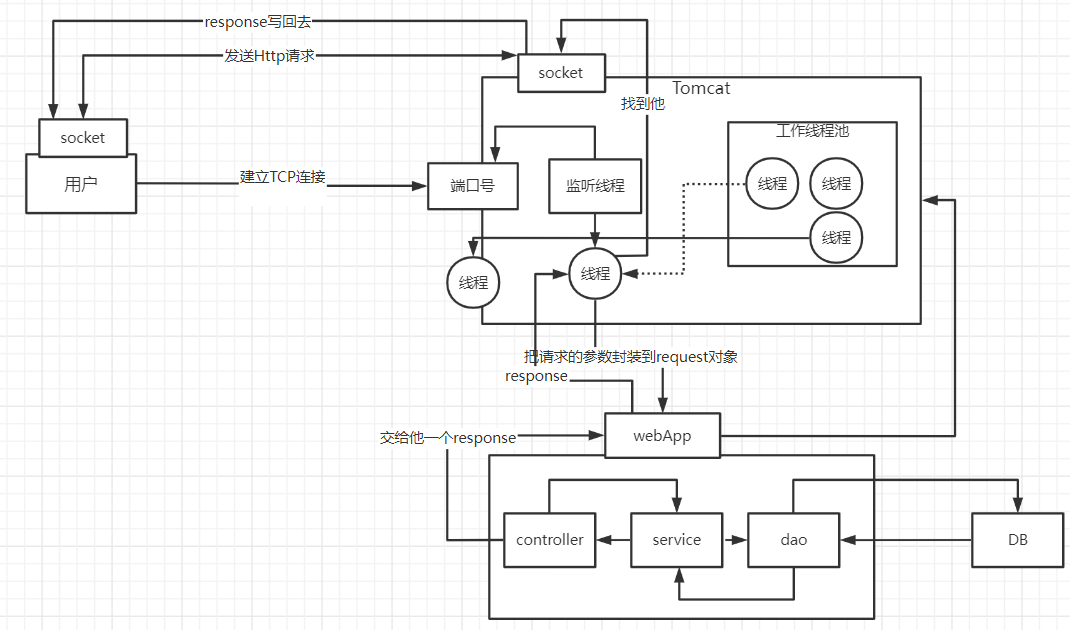 response写回去
发送Http请求
socket
Tomcat
找到他
工作线程池
socket
用户
建立TCP连接
端口号
监听线程
线程
线程
线程
线程
线程
把请求的参数封装到request对象
response
交给他一个response
webApp
controller
service
dao
DB